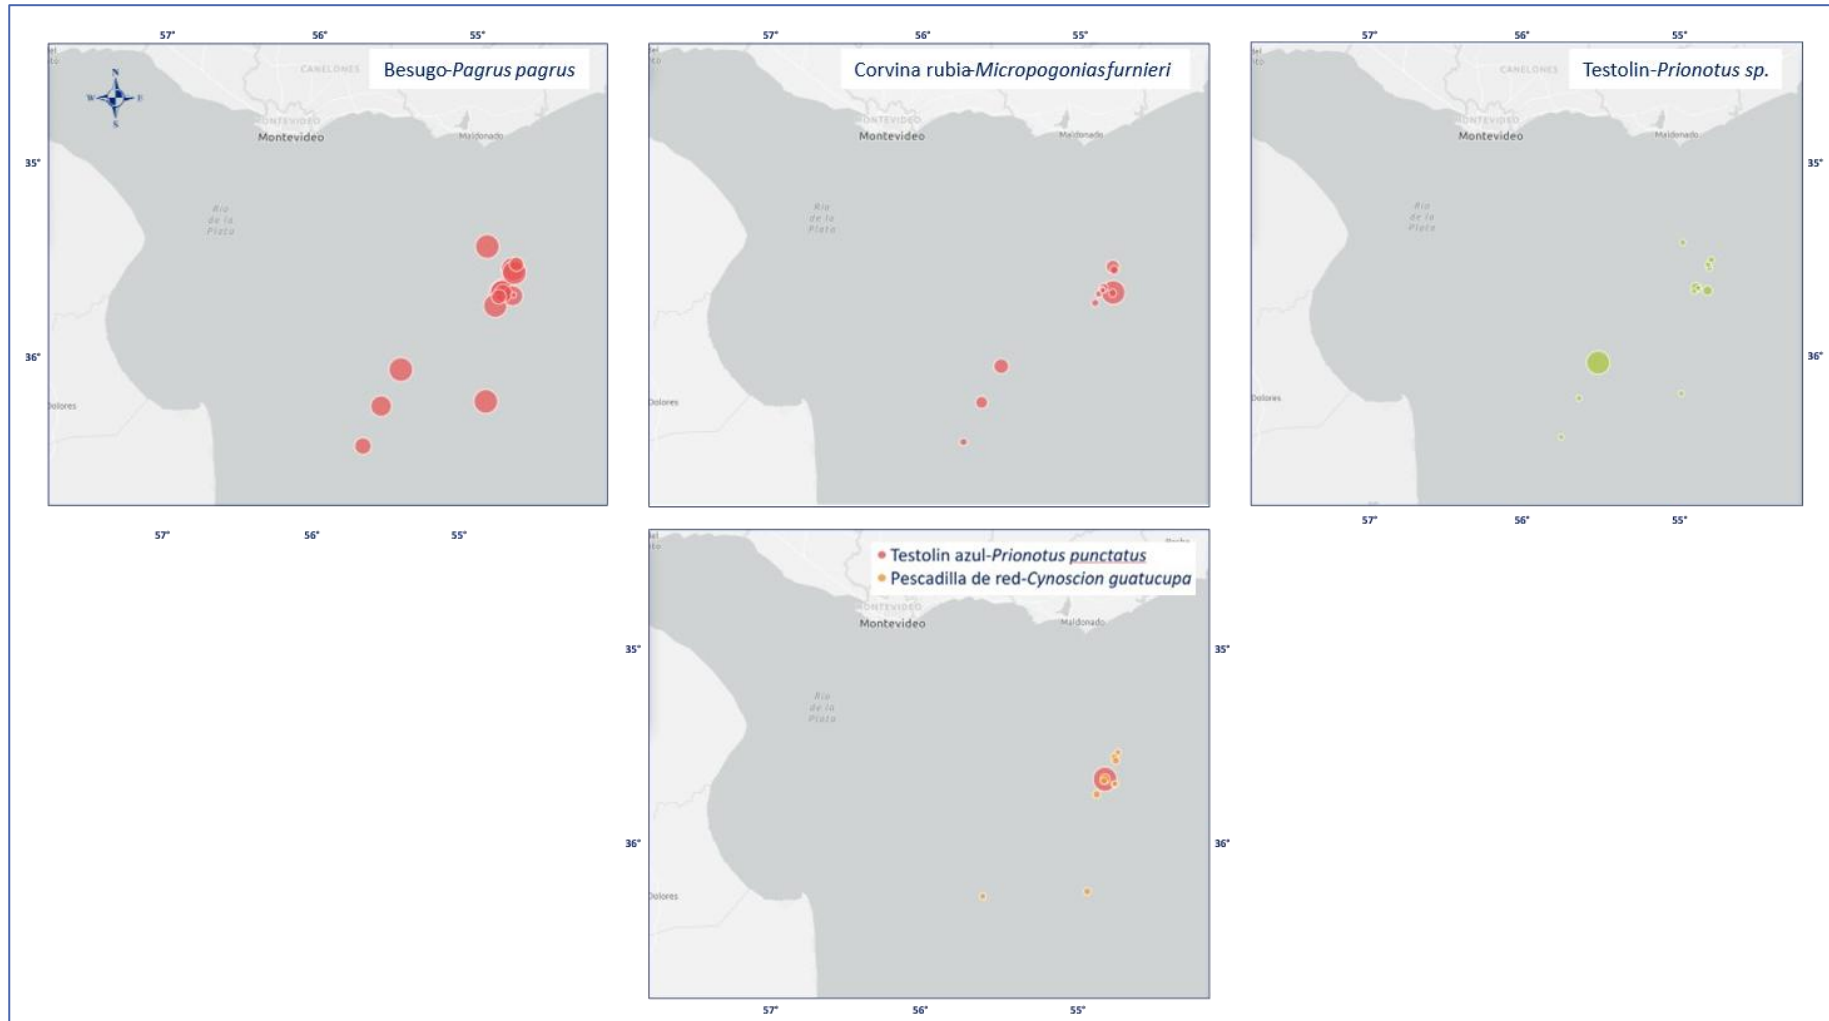 57° 56° 55° 57° 56° 55° 57° 56° 55°
Besugo-Pagrus pagrus
N
W E
S
CANELONES
MONTEVIDEO
Montevideo
Maldonado
35°
Río
de la
Plata
36°
Dolores
57° 56° 55°
Corvina rubia-Micropogonias furnieri
MONTEVIDEO
Montevideo
Maldonado
Río
de la
Plata
Dolores
Testolin-Prionotus sp.
CANELONES
MONTEVIDEO
Montevideo
Maldonado
35°
Río
de la
Plata
36°
Dolores
57° 56° 55°
Testolin azul-Prionotus punctatus
Pescadilla de red-Cynoscion guatucupa
MONTEVIDEO
Montevideo
Maldonado
35° 35°
Río
de la
Plata
36° 36°
Dolores
57° 56° 55°